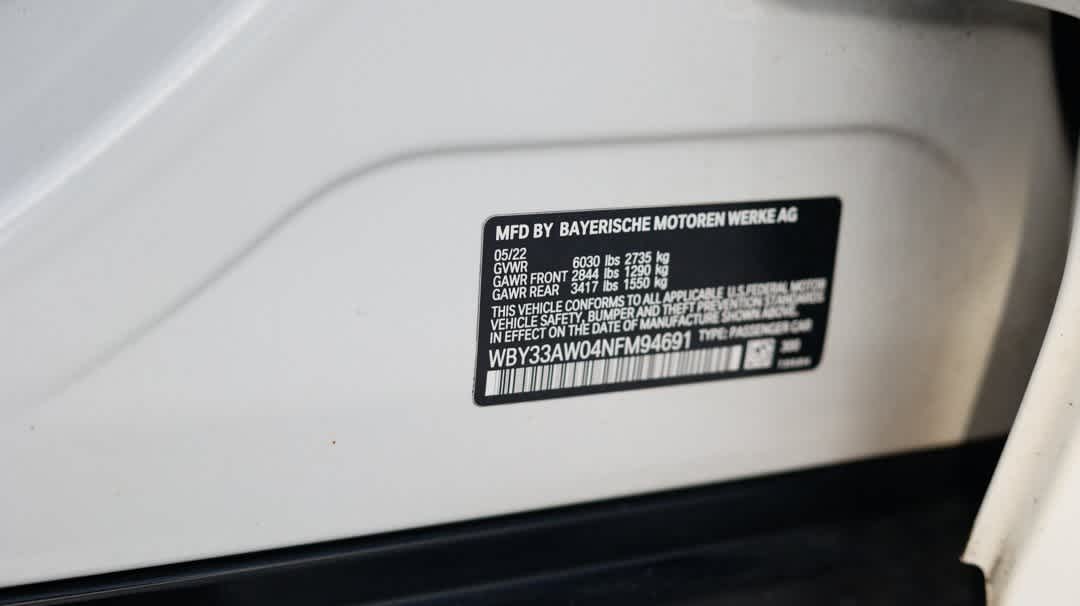 MFD BY BAYERISCHE MOTOREN WERKE AG
05/22
GVWR 6030 lbs 2735 kg
GAWR FRONT 2844 lbs 1290 kg
GAWR REAR 3417 lbs 1550 kg
THIS VEHICLE CONFORMS TO ALL APPLICABLE U.S.FEDERAL MOTOR
VEHICLE SAFETY, BUMPER AND THEFT PREVENTION STANDARDS
IN EFFECT ON THE DATE OF MANUFACTURE SHOWN ABOVE.
WBY33AW04NFM94691 TYPE: PASSENGER CAR
300